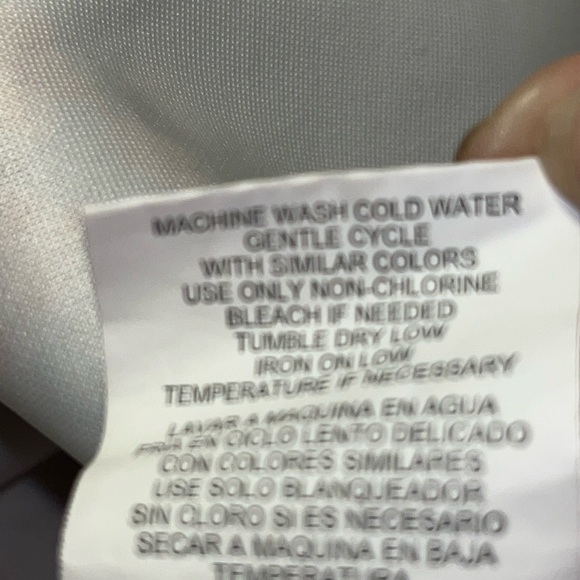 MACHINE WASH COLD WATER
GENTLE CYCLE
WITH SIMILAR COLORS
USE ONLY NON-CHLORINE
BLEACH IF NEEDED
TUMBLE DRY LOW
IRON ON LOW
TEMPERATURE IF NECESSARY
LAVAR A MAQUINA EN AGUA
FRIA EN CICLO LENTO DELICADO
CON COLORES SIMILARES
USE SOLO BLANQUEADOR
SIN CLORO SI ES NECESARIO
SECAR A MAQUINA EN BAJA
TEMPERATURA